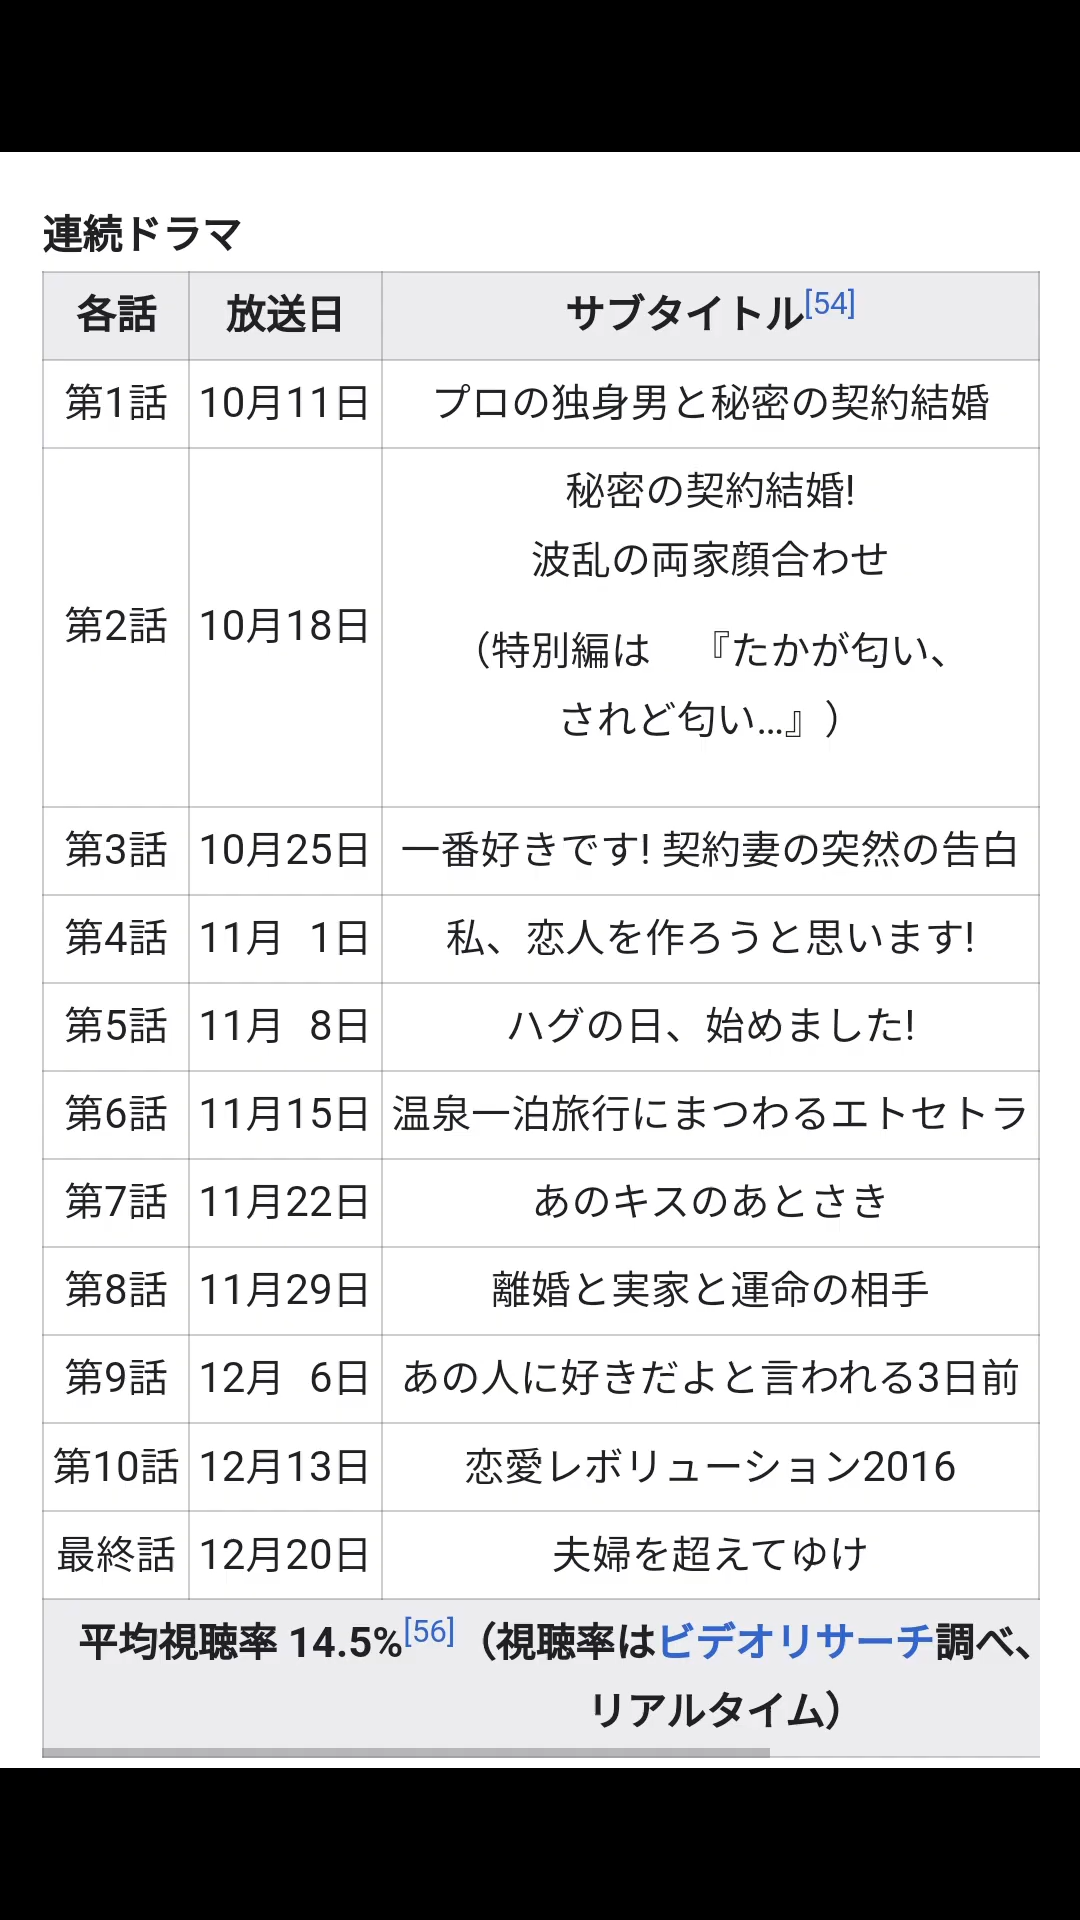 連続ドラマ
各話 放送日 サブタイトル[54]
第1話 10月11日 プロの独身男と秘密の契約結婚
第2話 10月18日 秘密の契約結婚!
波乱の両家顔合わせ
（特別編は　『たかが匂い、
されど匂い…』）
第3話 10月25日 一番好きです! 契約妻の突然の告白
第4話 11月 1日 私、恋人を作ろうと思います!
第5話 11月 8日 ハグの日、始めました!
第6話 11月15日 温泉一泊旅行にまつわるエトセトラ
第7話 11月22日 あのキスのあとさき
第8話 11月29日 離婚と実家と運命の相手
第9話 12月 6日 あの人に好きだよと言われる3日前
第10話 12月13日 恋愛レボリューション2016
最終話 12月20日 夫婦を超えてゆけ
平均視聴率 14.5%[56]（視聴率はビデオリサーチ調べ、
リアルタイム）